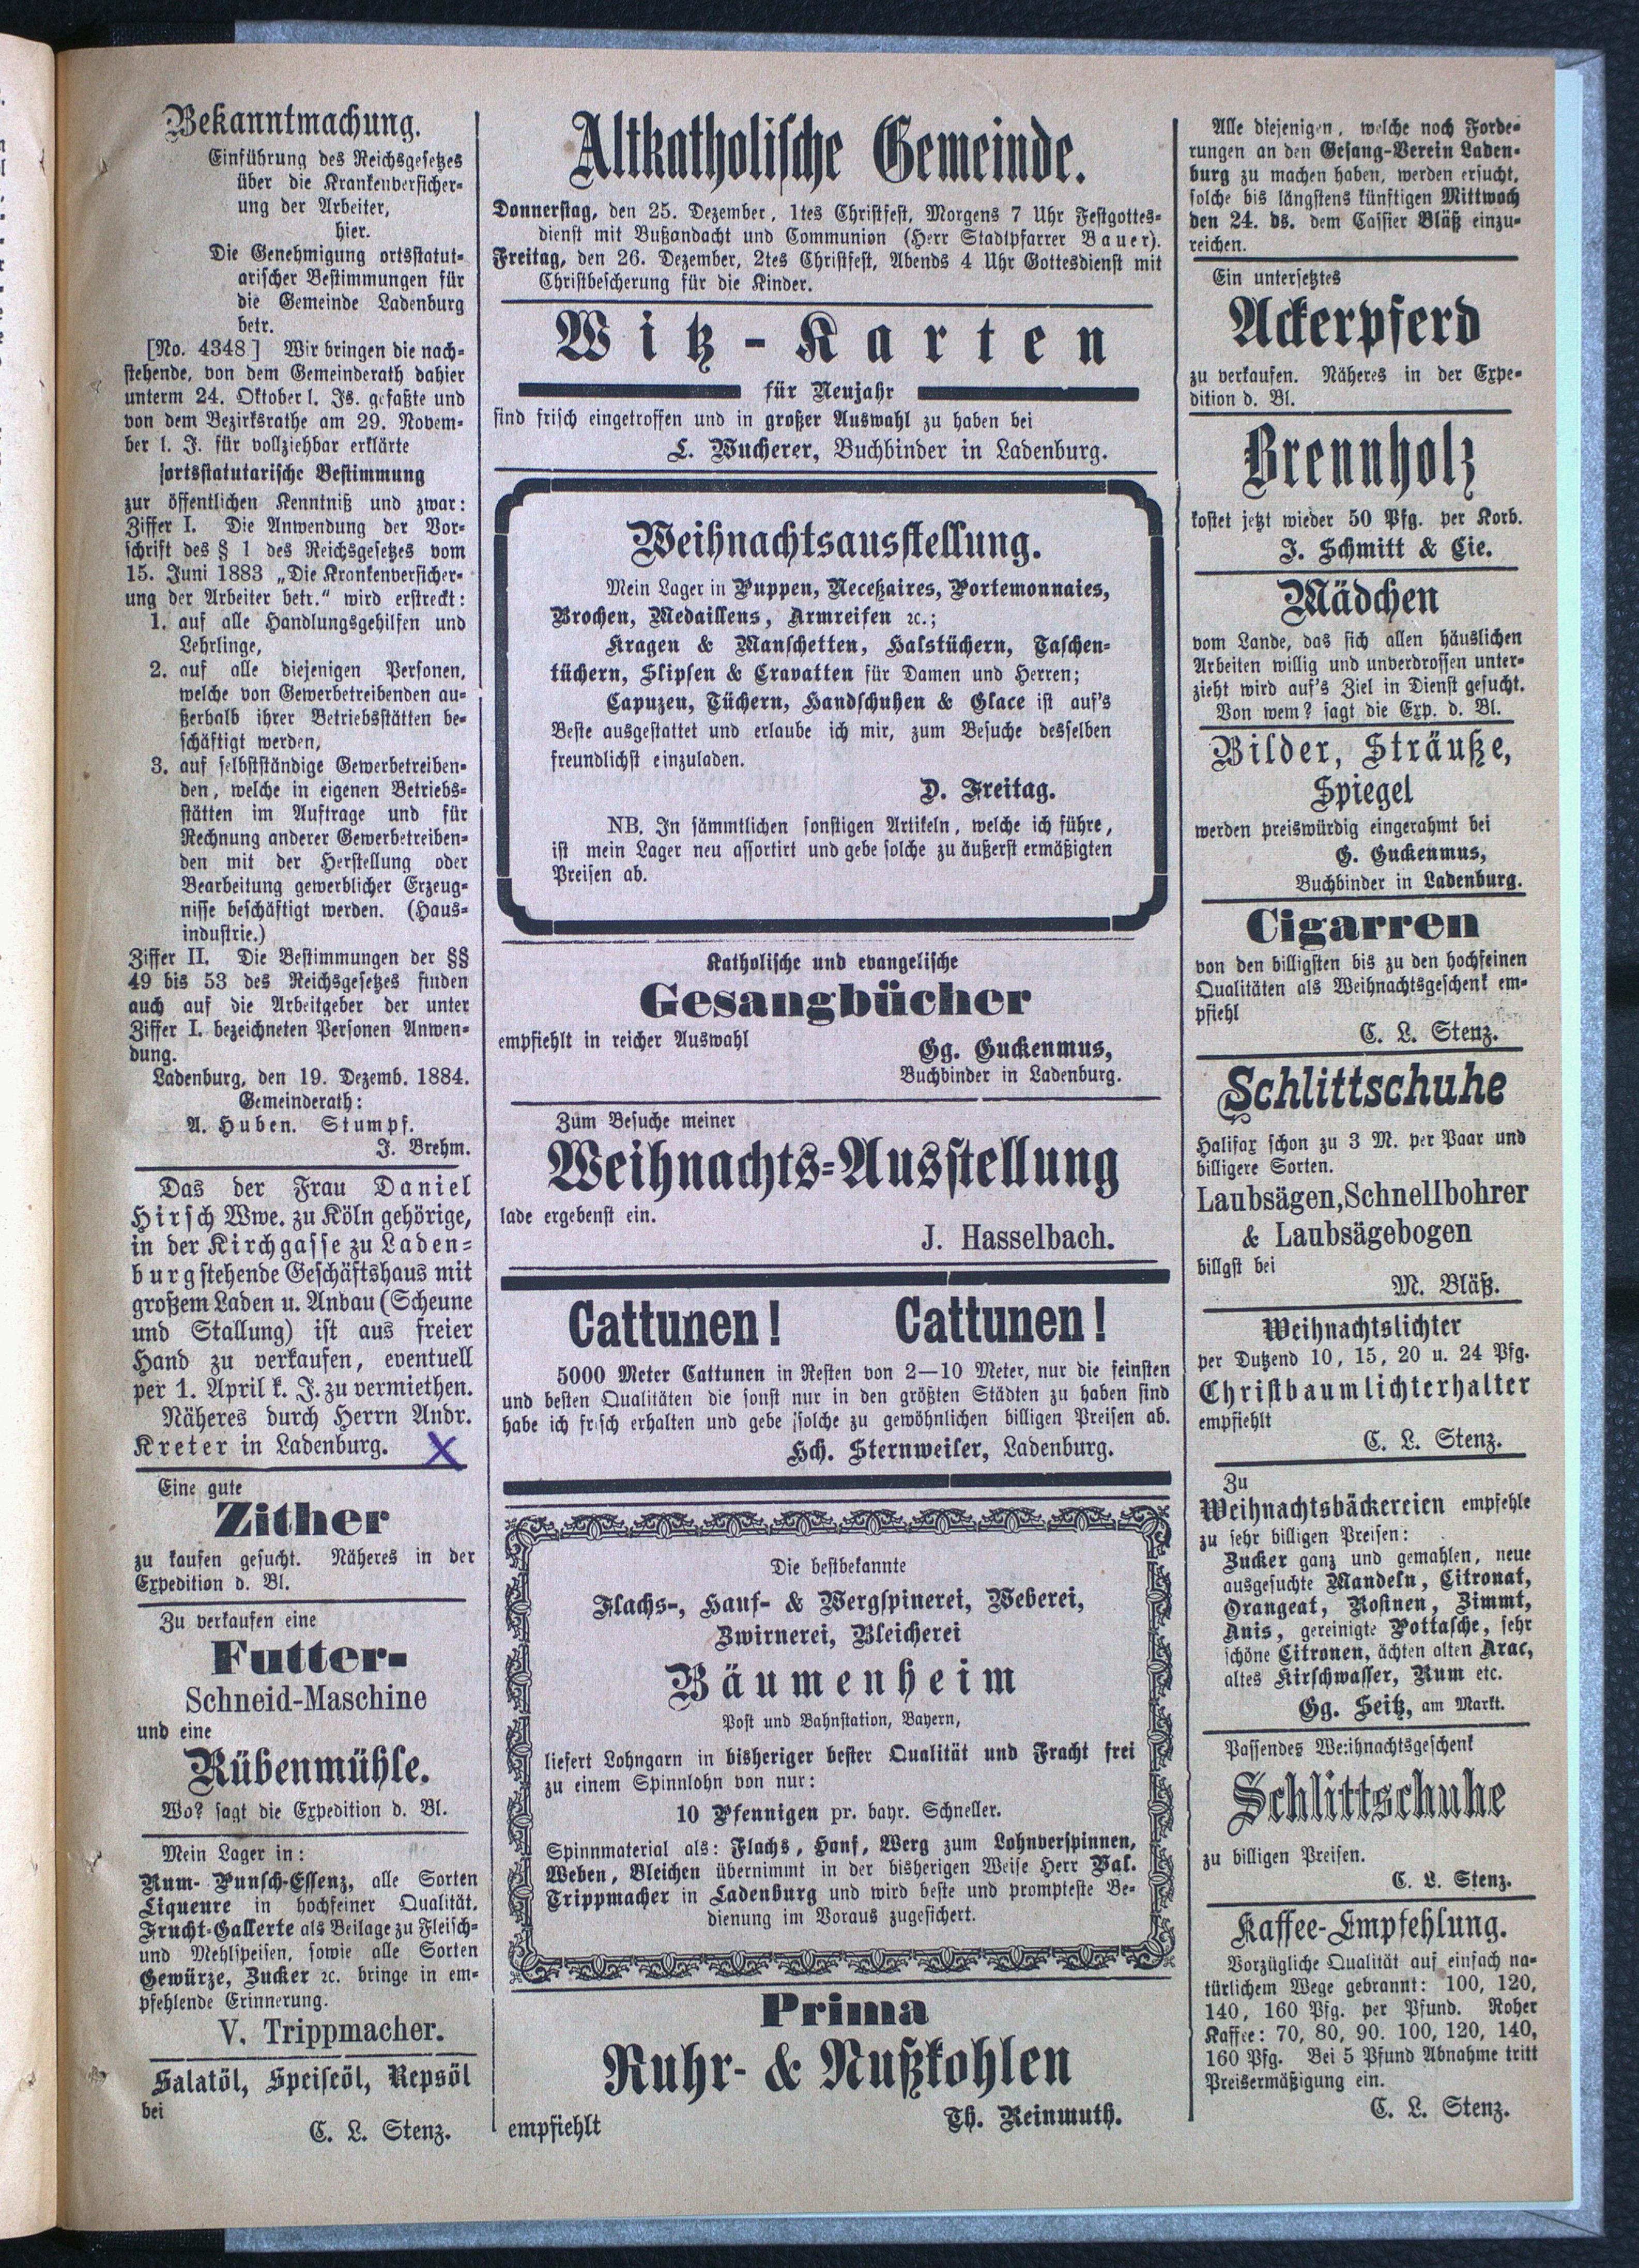 Bekanntmachung.
Einführung des Reichsgesetzes
über die Krankenversicher-
ung der Arbeiter,
hier.
Die Genehmigung ortsstatut-
arischer Bestimmungen für
die Gemeinde Ladenburg
betr.
[No. 4348] Wir bringen die nach-
stehende, von dem Gemeinderath dahier
unterm 24. Oktober l. Js. gefaßte und
von dem Bezirksrathe am 29. Novem-
ber l. J. für vollziehbar erklärte
ortsstatutarische Bestimmung
zur öffentlichen Kenntniß und zwar:
Ziffer I. Die Anwendung der Vor-
schrift des § 1 des Reichsgesetzes vom
15. Juni 1883 „Die Krankenversicher-
ung der Arbeiter betr.“ wird erstreckt:
1. auf alle Handlungsgehilfen und
Lehrlinge,
2. auf alle diejenigen Personen,
welche von Gewerbetreibenden au-
ßerhalb ihrer Betriebsstätten be-
schäftigt werden,
3. auf selbstständige Gewerbetreiben-
den, welche in eigenen Betriebs-
stätten im Auftrage und für
Rechnung anderer Gewerbetreiben-
den mit der Herstellung oder
Bearbeitung gewerblicher Erzeug-
nisse beschäftigt werden. (Haus-
industrie.)
Ziffer II. Die Bestimmungen der §§
49 bis 53 des Reichsgesetzes finden
auch auf die Arbeitgeber der unter
Ziffer I. bezeichneten Personen Anwen-
dung.
Ladenburg, den 19. Dezemb. 1884.
Gemeinderath:
A. Huben. Stumpf.
J. Brehm.
Das der Frau Daniel
Hirsch Wwe. zu Köln gehörige,
in der Kirchgasse zu Laden-
burg stehende Geschäftshaus mit
großem Laden u. Anbau (Scheune
und Stallung) ist aus freier
Hand zu verkaufen, eventuell
per 1. April k. J. zu vermiethen.
Näheres durch Herrn Andr.
Kreter in Ladenburg. X
Eine gute
Zither
zu kaufen gesucht. Näheres in der
Expedition d. Bl.
Zu verkaufen eine
Futter-
Schneid-Maschine
und eine
Rübenmühle.
Wo? sagt die Expedition d. Bl.
Mein Lager in:
Rum- Punsch-Essenz, alle Sorten
Liqueure in hochfeiner Qualität,
Frucht-Gallerte als Beilage zu Fleisch-
und Mehlspeisen, sowie alle Sorten
Gewürze, Zucker ꝛc. bringe in em-
pfehlende Erinnerung.
V. Trippmacher.
Salatöl, Speiseöl, Repsöl
bei
C. L. Stenz.
Altkatholische Gemeinde.
Donnerstag, den 25. Dezember, 1tes Christfest, Morgens 7 Uhr Festgottes-
dienst mit Bußandacht und Communion (Herr Stadtpfarrer Bauer).
Freitag, den 26. Dezember, 2tes Christfest, Abends 4 Uhr Gottesdienst mit
Christbescherung für die Kinder.
Witz-Karten
für Neujahr
sind frisch eingetroffen und in großer Auswahl zu haben bei
L. Wucherer, Buchbinder in Ladenburg.
Weihnachtsausstellung.
Mein Lager in Puppen, Neceßaires, Portemonnaies,
Brochen, Medaillens, Armreifen ꝛc.;
Kragen & Manschetten, Halstüchern, Taschen-
tüchern, Slipsen & Cravatten für Damen und Herren;
Capuzen, Tüchern, Handschuhen & Glace ist auf's
Beste ausgestattet und erlaube ich mir, zum Besuche desselben
freundlichst einzuladen.
D. Freitag.
NB. In sämmtlichen sonstigen Artikeln, welche ich führe,
ist mein Lager neu assortirt und gebe solche zu äußerst ermäßigten
Preisen ab.
Katholische und evangelische
Gesangbücher
empfiehlt in reicher Auswahl
Gg. Guckenmus,
Buchbinder in Ladenburg.
Zum Besuche meiner
Weihnachts-Ausstellung
lade ergebenst ein.
J. Hasselbach.
Cattunen! Cattunen!
5000 Meter Cattunen in Resten von 2—10 Meter, nur die feinsten
und besten Qualitäten die sonst nur in den größten Städten zu haben sind
habe ich frisch erhalten und gebe solche zu gewöhnlichen billigen Preisen ab.
Hch. Sternweiler, Ladenburg.
Die bestbekannte
Flachs-, Hanf- & Wergspinerei, Weberei,
Zwirnerei, Bleicherei
Bäumenheim
Post und Bahnstation, Bayern,
liefert Lohngarn in bisheriger bester Qualität und Fracht frei
zu einem Spinnlohn von nur:
10 Pfennigen pr. bayr. Schneller.
Spinnmaterial als: Flachs, Hanf, Werg zum Lohnverspinnen,
Weben, Bleichen übernimmt in der bisherigen Weise Herr Val.
Trippmacher in Ladenburg und wird beste und prompteste Be-
dienung im Voraus zugesichert.
Prima
Ruhr- & Nußkohlen
empfiehlt
Th. Reinmuth.
Alle diejenigen, welche noch Forde-
rungen an den Gesang-Verein Laden-
burg zu machen haben, werden ersucht,
solche bis längstens künftigen Mittwoch
den 24. ds. dem Cassier Bläß einzu-
reichen.
Ein untersetztes
Ackerpferd
zu verkaufen. Näheres in der Expe-
dition d. Bl.
Brennholz
kostet jetzt wieder 50 Pfg. per Korb.
J. Schmitt & Cie.
Mädchen
vom Lande, das sich allen häuslichen
Arbeiten willig und unverdrossen unter-
zieht wird auf's Ziel in Dienst gesucht.
Von wem? sagt die Exp. d. Bl.
Bilder, Sträuße,
Spiegel
werden preiswürdig eingerahmt bei
G. Guckenmus,
Buchbinder in Ladenburg.
Cigarren
von den billigsten bis zu den hochfeinen
Qualitäten als Weihnachtsgeschenk em-
pfiehl
C. L. Stenz.
Schlittschuhe
Halifax schon zu 3 M. per Paar und
billigere Sorten.
Laubsägen, Schnellbohrer
& Laubsägebogen
billgst bei
M. Bläß.
Weihnachtslichter
per Dutzend 10, 15, 20 u. 24 Pfg.
Christbaumlichterhalter
empfiehlt
C. L. Stenz.
Zu
Weihnachtsbäckereien empfehle
zu sehr billigen Preisen:
Zucker ganz und gemahlen, neue
ausgesuchte Mandeln, Citronat,
Orangeat, Rosinen, Zimmt,
Anis, gereinigte Pottasche, sehr
schöne Citronen, ächten alten Arac,
altes Kirschwasser, Rum etc.
Gg. Seitz, am Markt.
Passendes Weihnachtsgeschenk
Schlittschuhe
zu billigen Preisen.
C. L. Stenz.
Kaffee-Empfehlung.
Vorzügliche Qualität auf einfach na-
türlichem Wege gebrannt: 100, 120,
140, 160 Pfg. per Pfund. Roher
Kaffee: 70, 80, 90. 100, 120, 140,
160 Pfg. Bei 5 Pfund Abnahme tritt
Preisermäßigung ein.
C. L. Stenz.